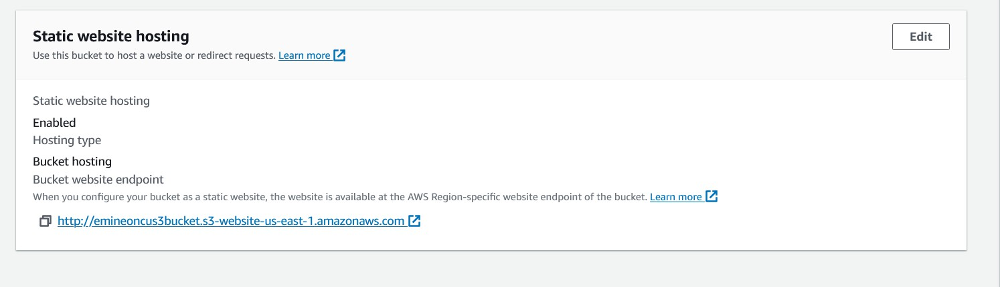 Static website hosting
Edit
Use this bucket to host a website or redirect requests. Learn more
Static website hosting
Enabled
Hosting type
Bucket hosting
Bucket website endpoint
When you configure your bucket as a static website, the website is available at the AWS Region-specific website endpoint of the bucket. Learn more
http://emineoncus3bucket.s3-website-us-east-1.amazonaws.com